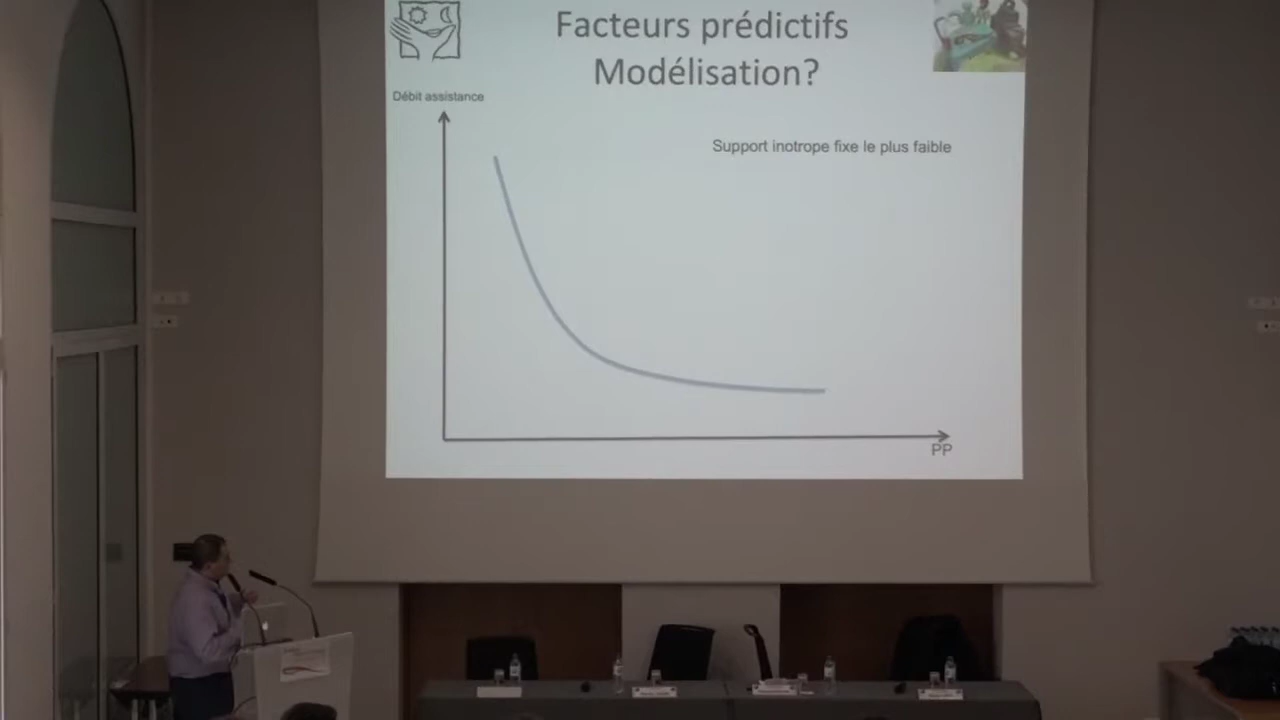 Facteurs prédictifs
Modélisation?
Débit assistance
Support inotrope fixe le plus faible
PP